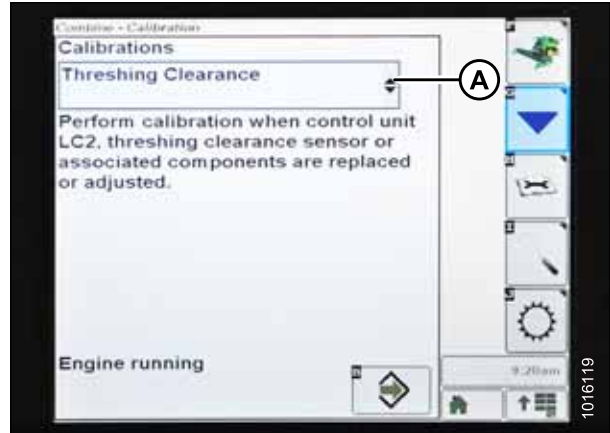 Combine - Calibration
Calibrations
Threshing Clearance
A
Perform calibration when control unit
LC2, threshing clearance sensor or
associated components are replaced
or adjusted.
Engine running
9:20am
1016119